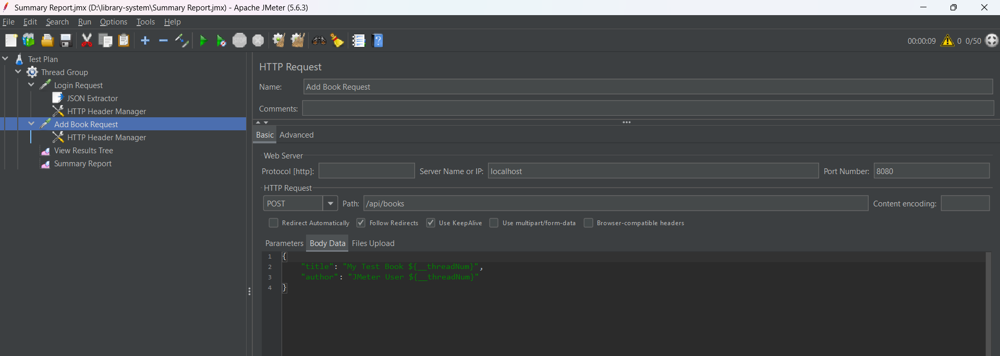 Summary Report.jmx (D:\library-system\Summary Report.jmx) - Apache JMeter (5.6.3)
File Edit Search Run Options Tools Help
STOP
00:00:09 0 0/50
Test Plan
Thread Group
Login Request
JSON Extractor
HTTP Header Manager
Add Book Request
HTTP Header Manager
View Results Tree
Summary Report
HTTP Request
Name: Add Book Request
Comments:
Basic Advanced
Web Server
Protocol [http]: Server Name or IP: localhost Port Number: 8080
HTTP Request
POST Path: /api/books Content encoding:
Redirect Automatically Follow Redirects Use KeepAlive Use multipart/form-data Browser-compatible headers
Parameters Body Data Files Upload
1 {
2 "title": "My Test Book ${__threadNum}",
3 "author": "JMeter User ${__threadNum}"
4 }